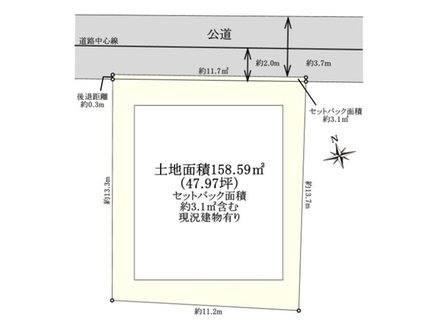 公道
道路中心線
約2.0m
約3.7m
約11.7㎡
後退距離
約0.3m
セットバック面積
約3.1㎡
N
土地面積158.59㎡
(47.97坪)
セットバック面積
約3.1㎡含む
現況建物有り
約13.3m
約13.7m
約11.2m